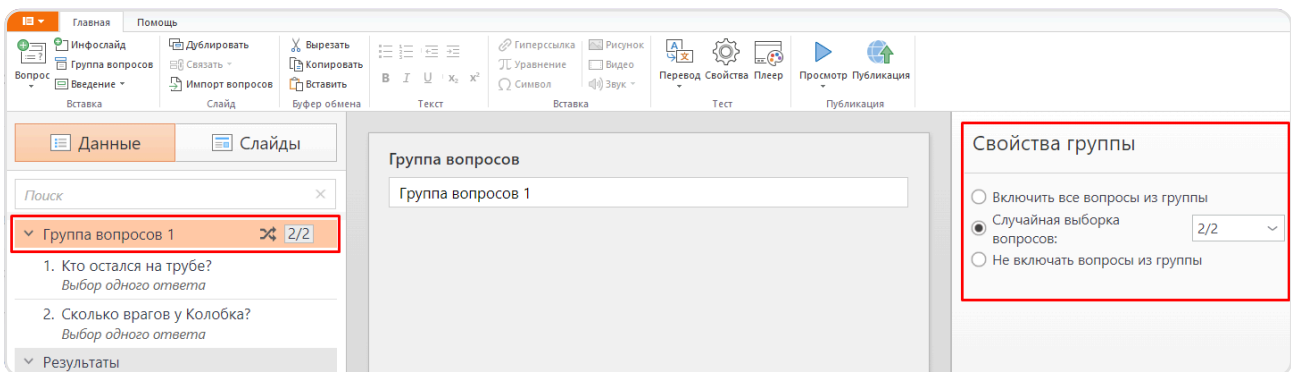 Главная Помощь
Вопрос
Инфослайд
Группа вопросов
Введение
Вставка
Дублировать
Связать
Импорт вопросов
Слайд
Вырезать
Копировать
Вставить
Буфер обмена
B I U X₂ X²
Текст
Гиперссылка
Уравнение
Символ
Рисунок
Видео
Звук
Вставка
Перевод Свойства Плеер
Тест
Просмотр Публикация
Публикация
Данные Слайды
Поиск
Группа вопросов 1 2/2
1. Кто остался на трубе?
Выбор одного ответа
2. Сколько врагов у Колобка?
Выбор одного ответа
Результаты
Группа вопросов
Группа вопросов 1
Свойства группы
Включить все вопросы из группы
Случайная выборка
вопросов:
2/2
Не включать вопросы из группы